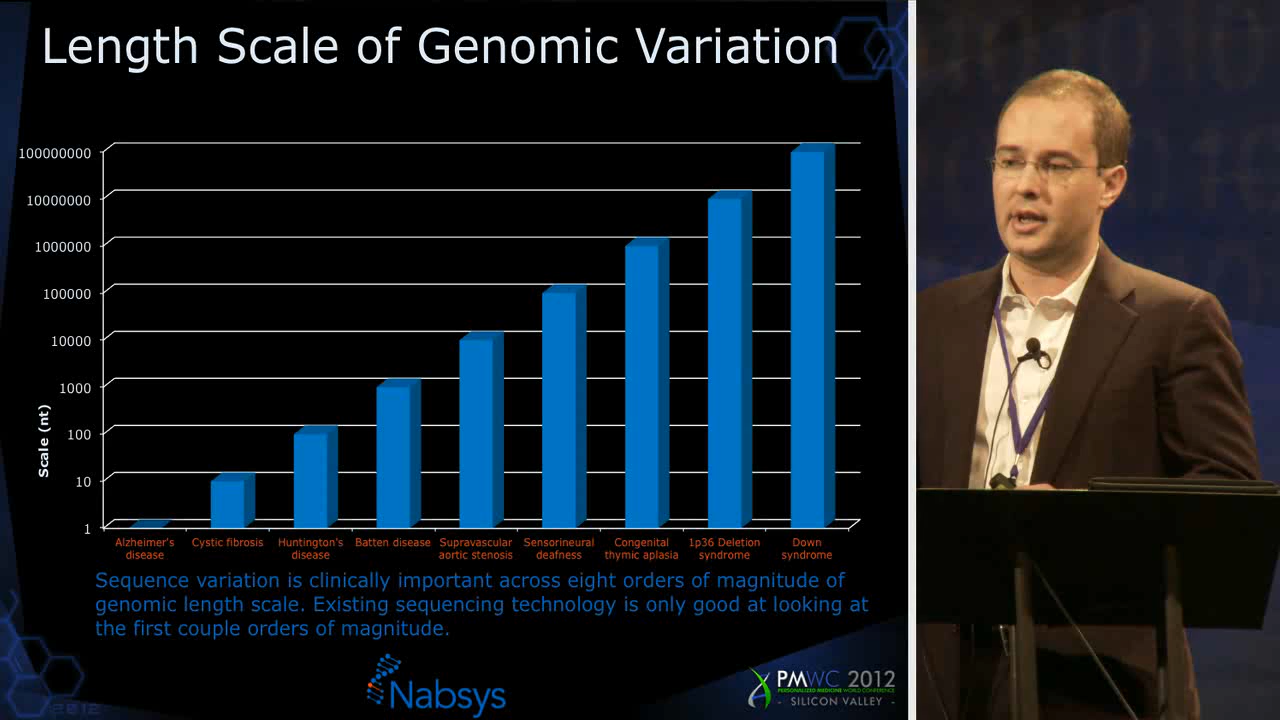 Length Scale of Genomic Variation
100000000
10000000
1000000
100000
10000
1000
100
10
1
Scale (nt)
Alzheimer's
disease
Cystic fibrosis
Huntington's
disease
Batten disease
Supravascular
aortic stenosis
Sensorineural
deafness
Congenital
thymic aplasia
1p36 Deletion
syndrome
Down
syndrome
Sequence variation is clinically important across eight orders of magnitude of
genomic length scale. Existing sequencing technology is only good at looking at
the first couple orders of magnitude.
2012
Nabsys
PMWC 2012
PERSONALIZED MEDICINE WORLD CONFERENCE
- SILICON VALLEY -